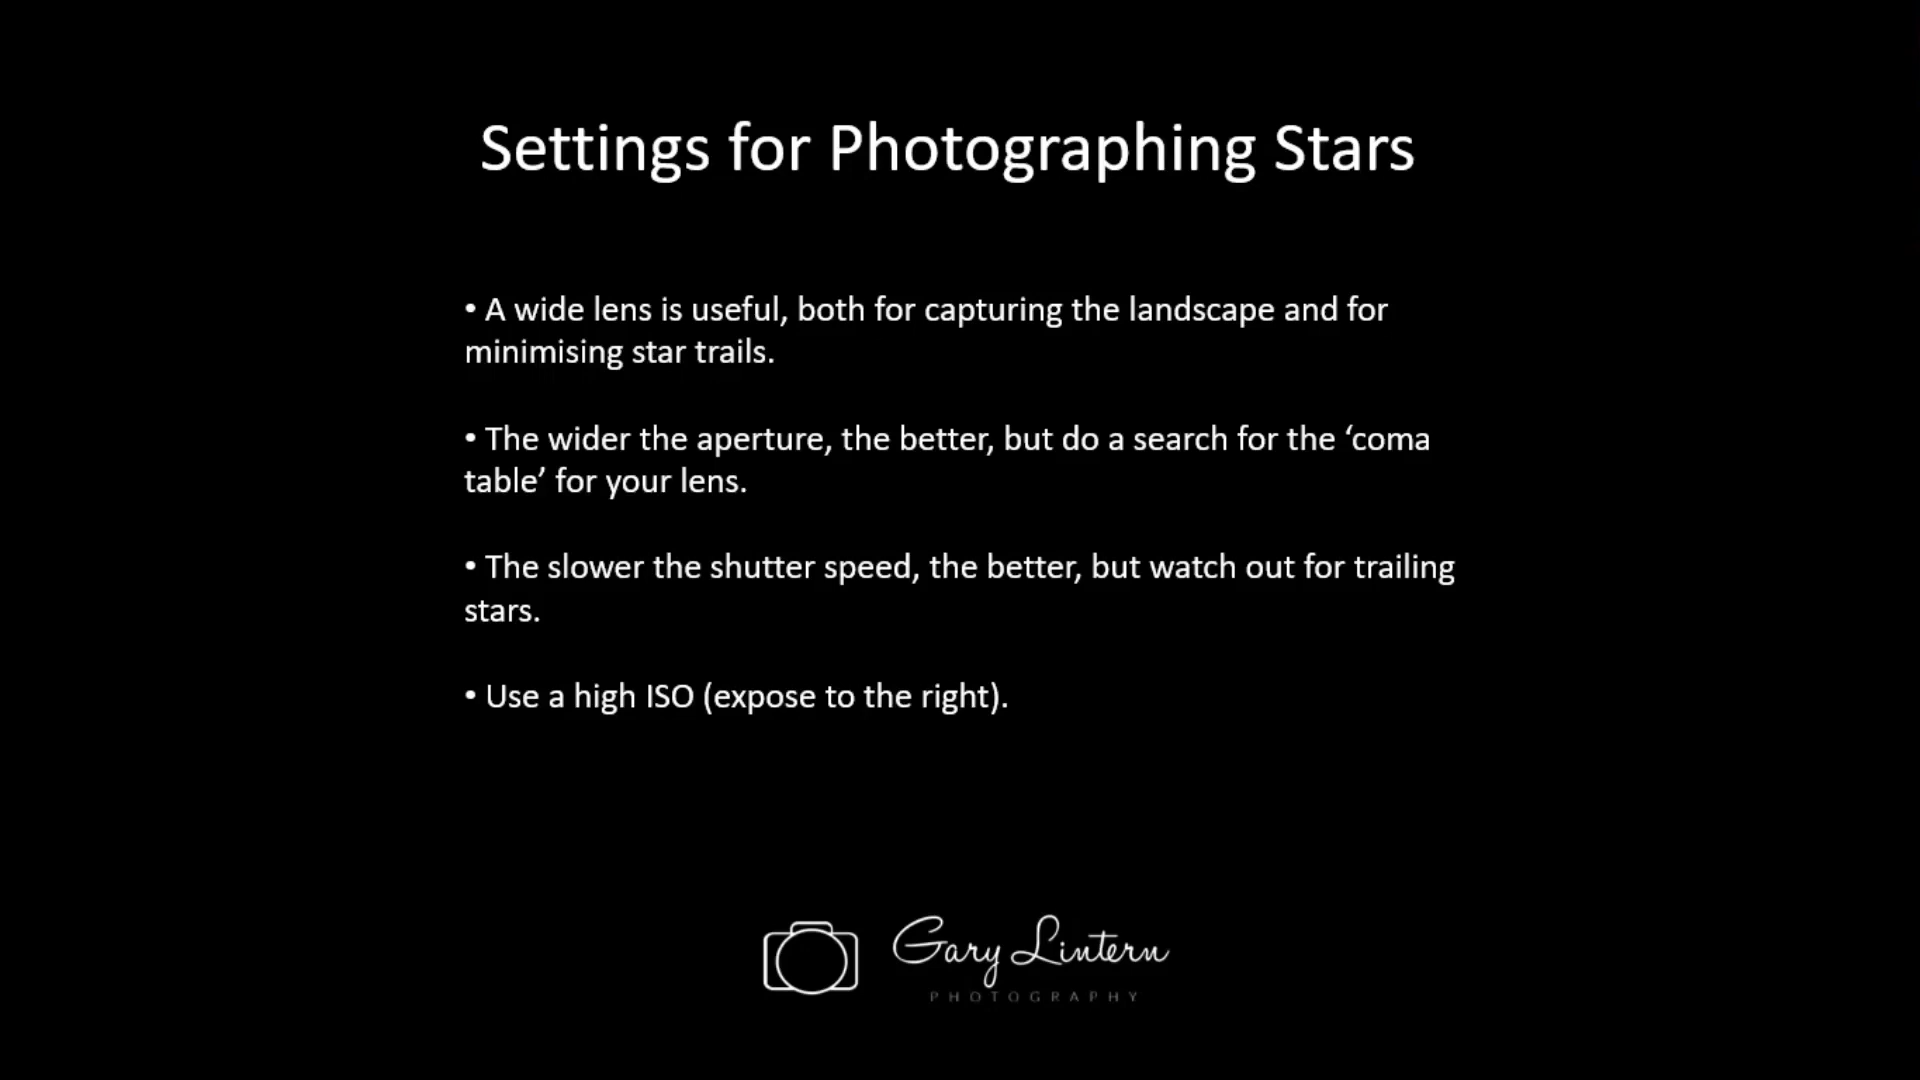 Settings for Photographing Stars
• A wide lens is useful, both for capturing the landscape and for
minimising star trails.
• The wider the aperture, the better, but do a search for the ‘coma
table’ for your lens.
• The slower the shutter speed, the better, but watch out for trailing
stars.
• Use a high ISO (expose to the right).
Gary Lintern
PHOTOGRAPHY